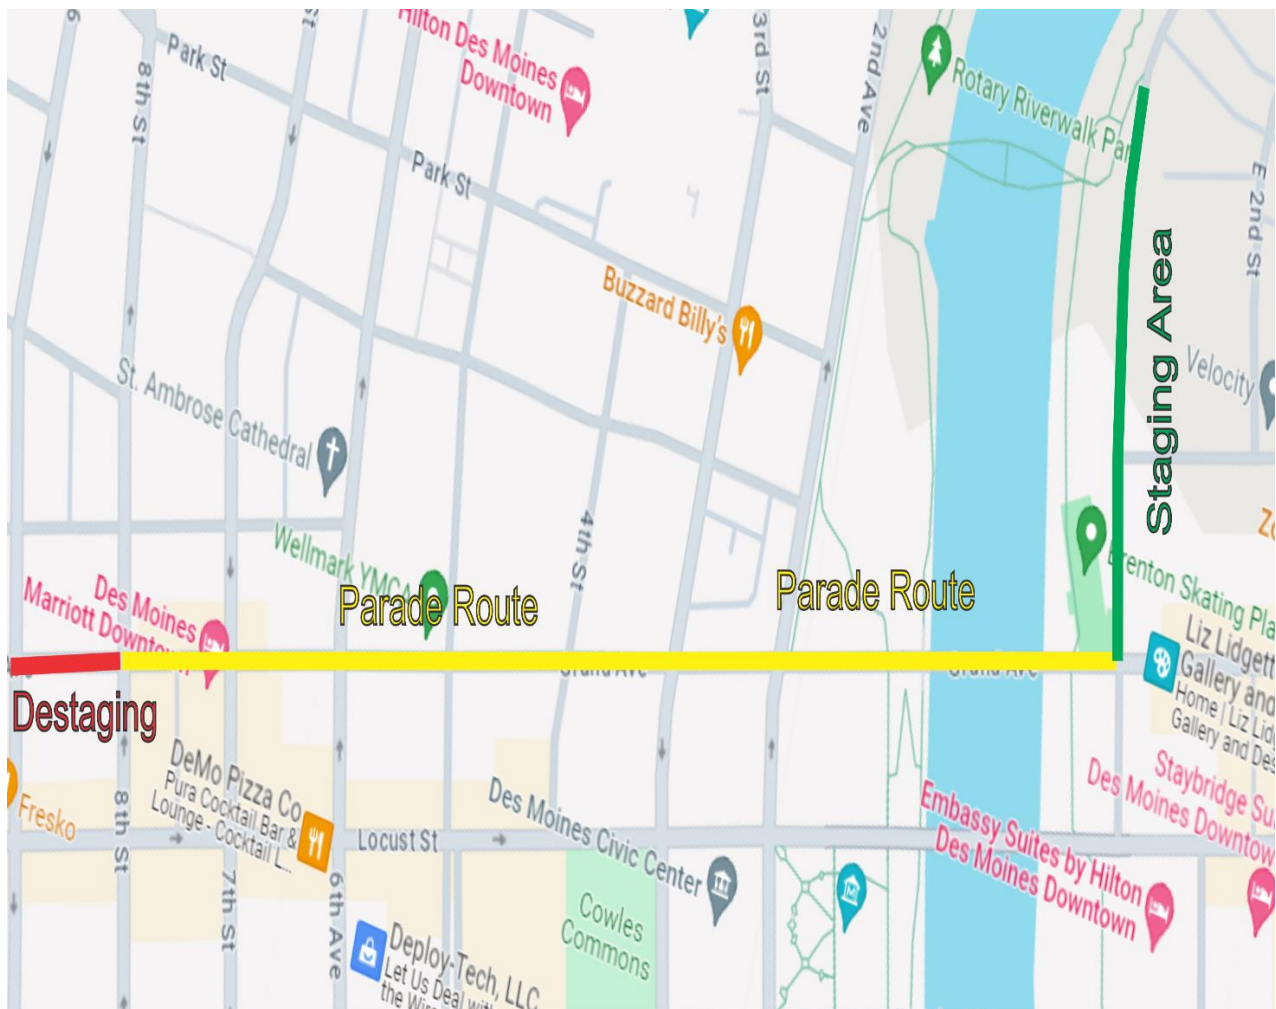 Hilton Des Moines
Downtown
3rd St
2nd Ave
Park St
8th St
Rotary Riverwalk Par
Park St
E 2nd St
Staging Area
Buzzard Billy's
Velocity
St. Ambrose Cathedral
4th St
Wellmark YMCA
Parade Route
Parade Route
Brenton Skating Pla
Des Moines
Marriott Downtown
Grand Ave
Grand Ave
Liz Lidgett
Gallery and
Home | Liz Lidg
Gallery and Des
Destaging
DeMo Pizza Co
Pura Cocktail Bar &
Lounge - Cocktail L...
Fresko
8th St
7th St
6th Ave
Locust St
Des Moines Civic Center
Staybridge Sui
Des Moines Downtow
Embassy Suites by Hilton
Des Moines Downtown
Cowles
Commons
Deploy-Tech, LLC
Let Us Deal with